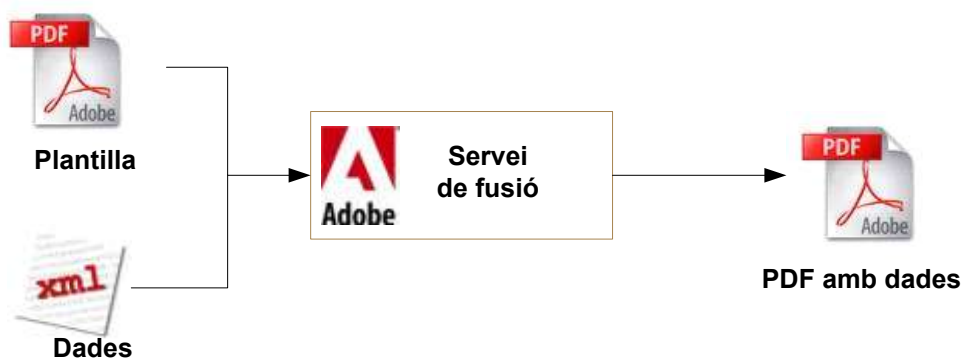 PDF
Adobe
Plantilla
xml
Dades
Adobe
Servei
de fusió
PDF
Adobe
PDF amb dades